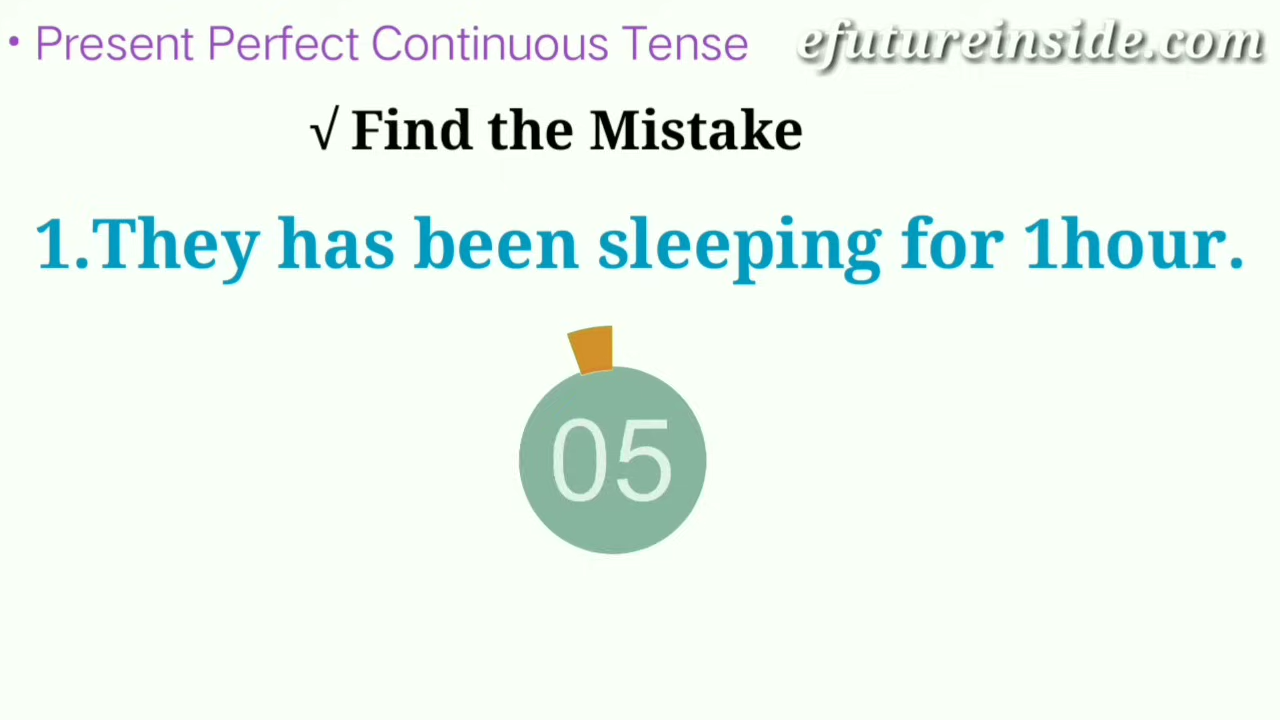 • Present Perfect Continuous Tense efutureinside.com
√ Find the Mistake
1.They has been sleeping for 1hour.
05